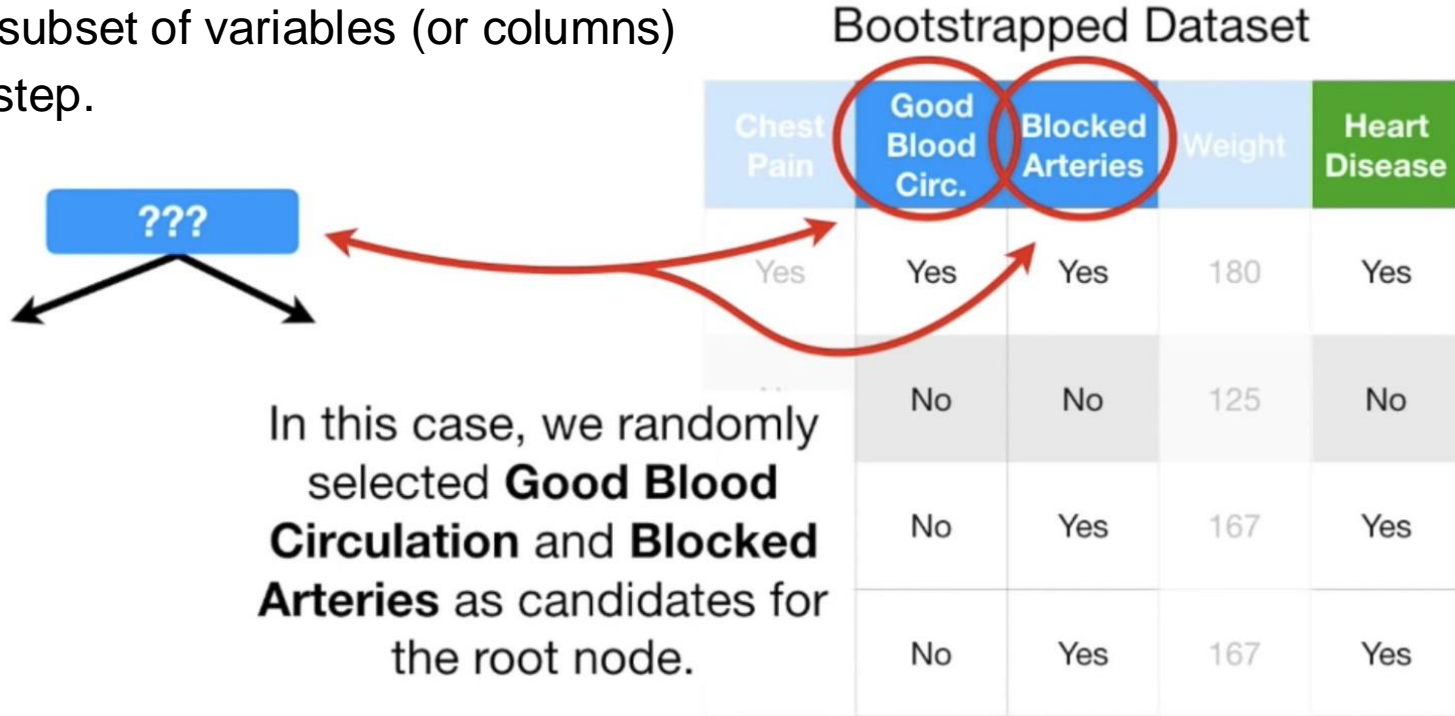 subset of variables (or columns)
step.
Bootstrapped Dataset
Chest Pain
Good Blood Circ.
Blocked Arteries
Weight
Heart Disease
???
Yes Yes Yes 180 Yes
No No 125 No
No Yes 167 Yes
No Yes 167 Yes
In this case, we randomly
selected Good Blood
Circulation and Blocked
Arteries as candidates for
the root node.